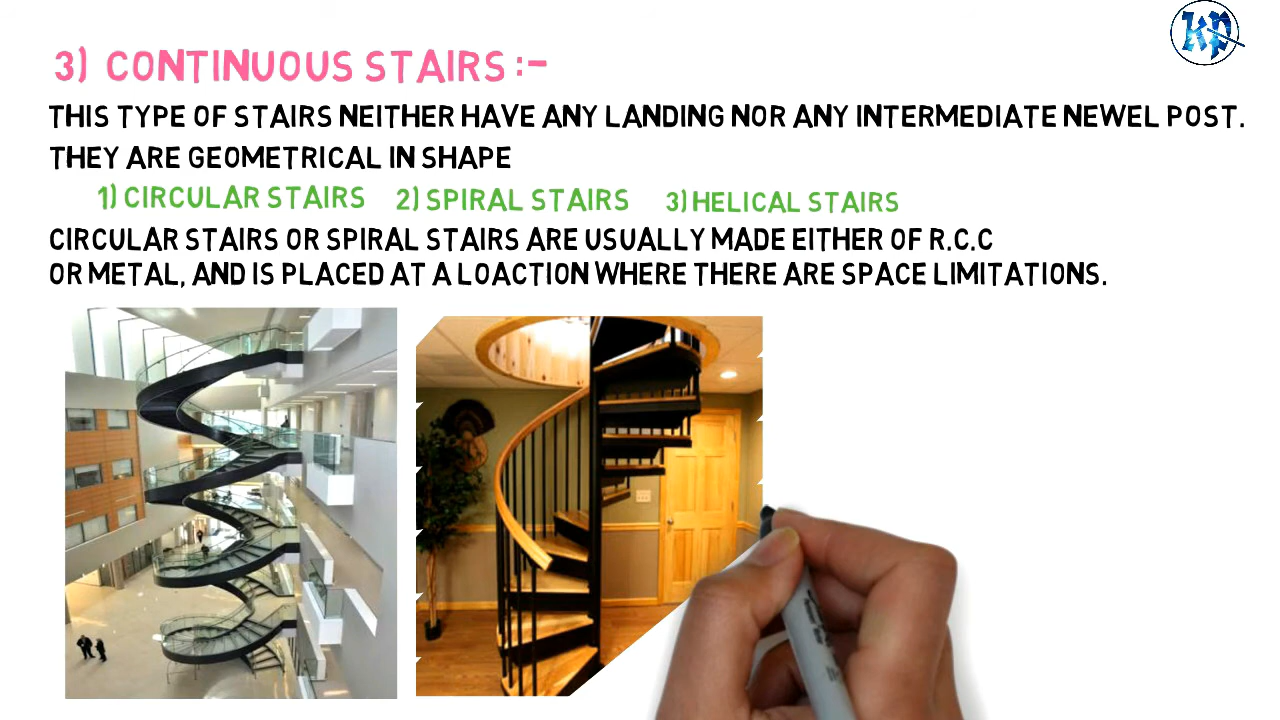 KP
3) CONTINUOUS STAIRS :-
THIS TYPE OF STAIRS NEITHER HAVE ANY LANDING NOR ANY INTERMEDIATE NEWEL POST.
THEY ARE GEOMETRICAL IN SHAPE
1) CIRCULAR STAIRS 2) SPIRAL STAIRS 3) HELICAL STAIRS
CIRCULAR STAIRS OR SPIRAL STAIRS ARE USUALLY MADE EITHER OF R.C.C
OR METAL, AND IS PLACED AT A LOACTION WHERE THERE ARE SPACE LIMITATIONS.